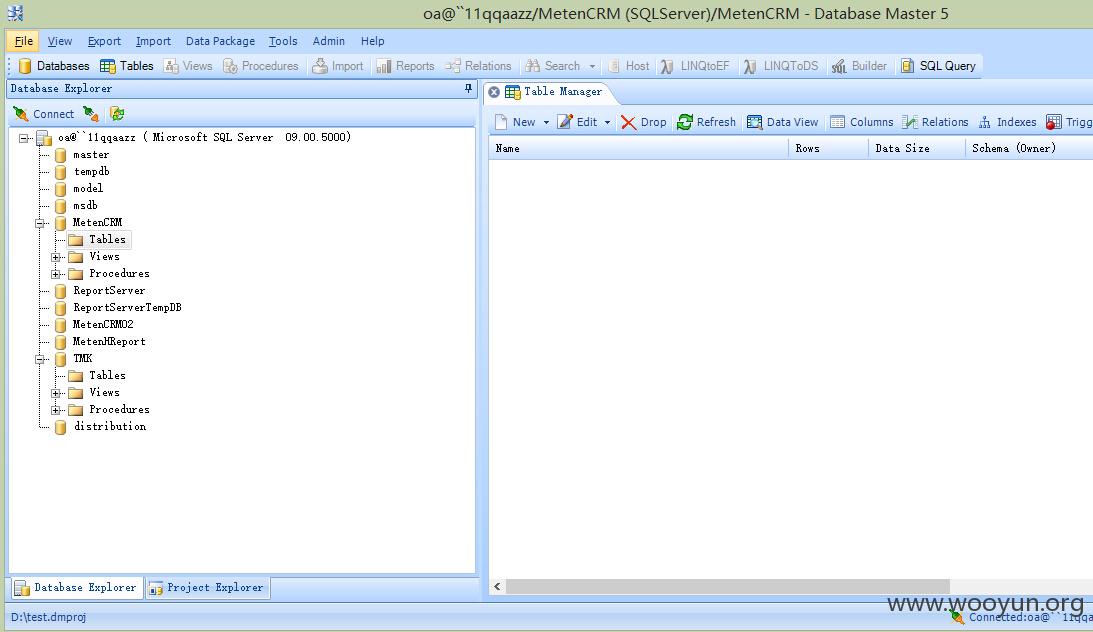 oa@``11qqaazz/MetenCRM (SQLServer)/MetenCRM - Database Master 5
File View Export Import Data Package Tools Admin Help
Databases Tables Views Procedures Import Reports Relations Search Host LINQtoEF LINQToDS Builder SQL Query
Database Explorer
Table Manager
Connect
New Edit Drop Refresh Data View Columns Relations Indexes Trigg
Name Rows Data Size Schema (Owner)
oa@``11qqaazz ( Microsoft SQL Server 09.00.5000)
master
tempdb
model
msdb
MetenCRM
Tables
Views
Procedures
ReportServer
ReportServerTempDB
MetenCRM02
MetenHReport
TMK
Tables
Views
Procedures
distribution
Database Explorer Project Explorer
www.wooyun.org
D:\test.dmproj
Connected:oa@``11qqa